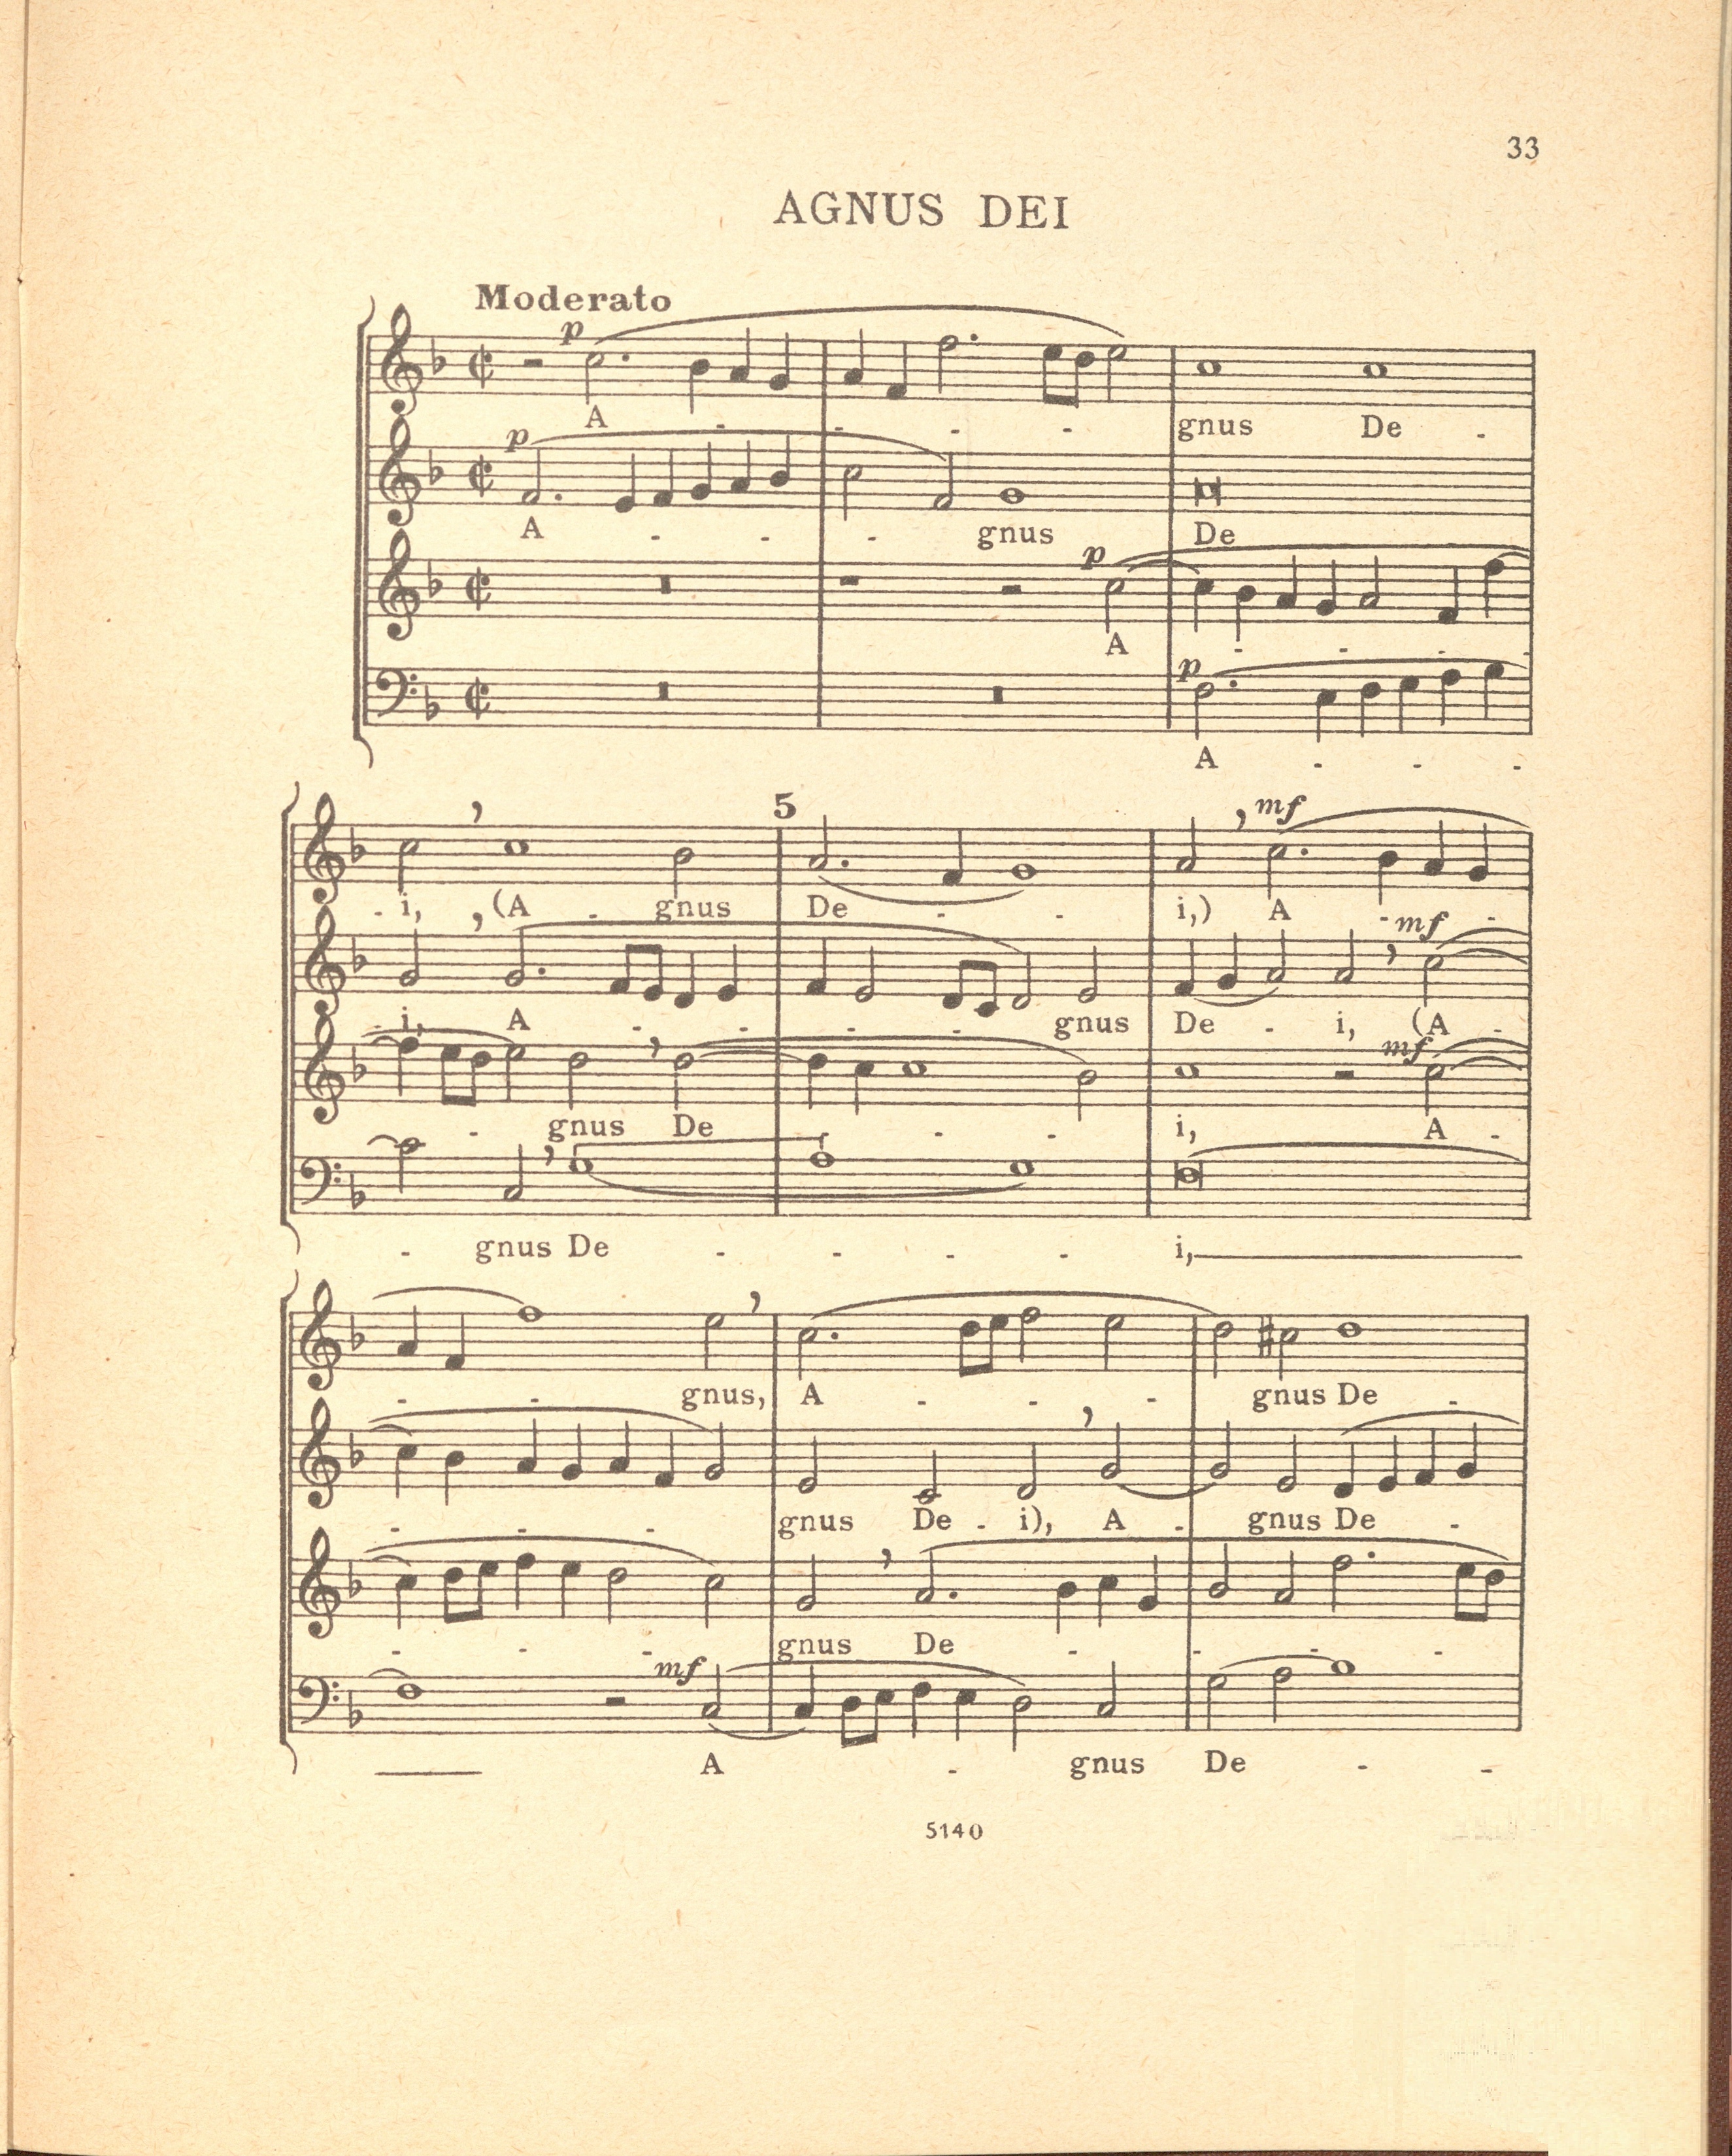 33
AGNUS DEI
Moderato
p
A - - - - gnus De -
p
A - - - gnus De
p
A - - - -
p
A - - -
5
mf
- i, (A - gnus De - - i,) A - -
mf
- i, A - - - - gnus De - i, (A -
mf
- gnus De - - - i, A -
- gnus De - - - - i,
- - gnus, A - - - gnus De -
- - - gnus De - i), A - gnus De -
- - - gnus De - - - -
mf
A - gnus De - -
5140